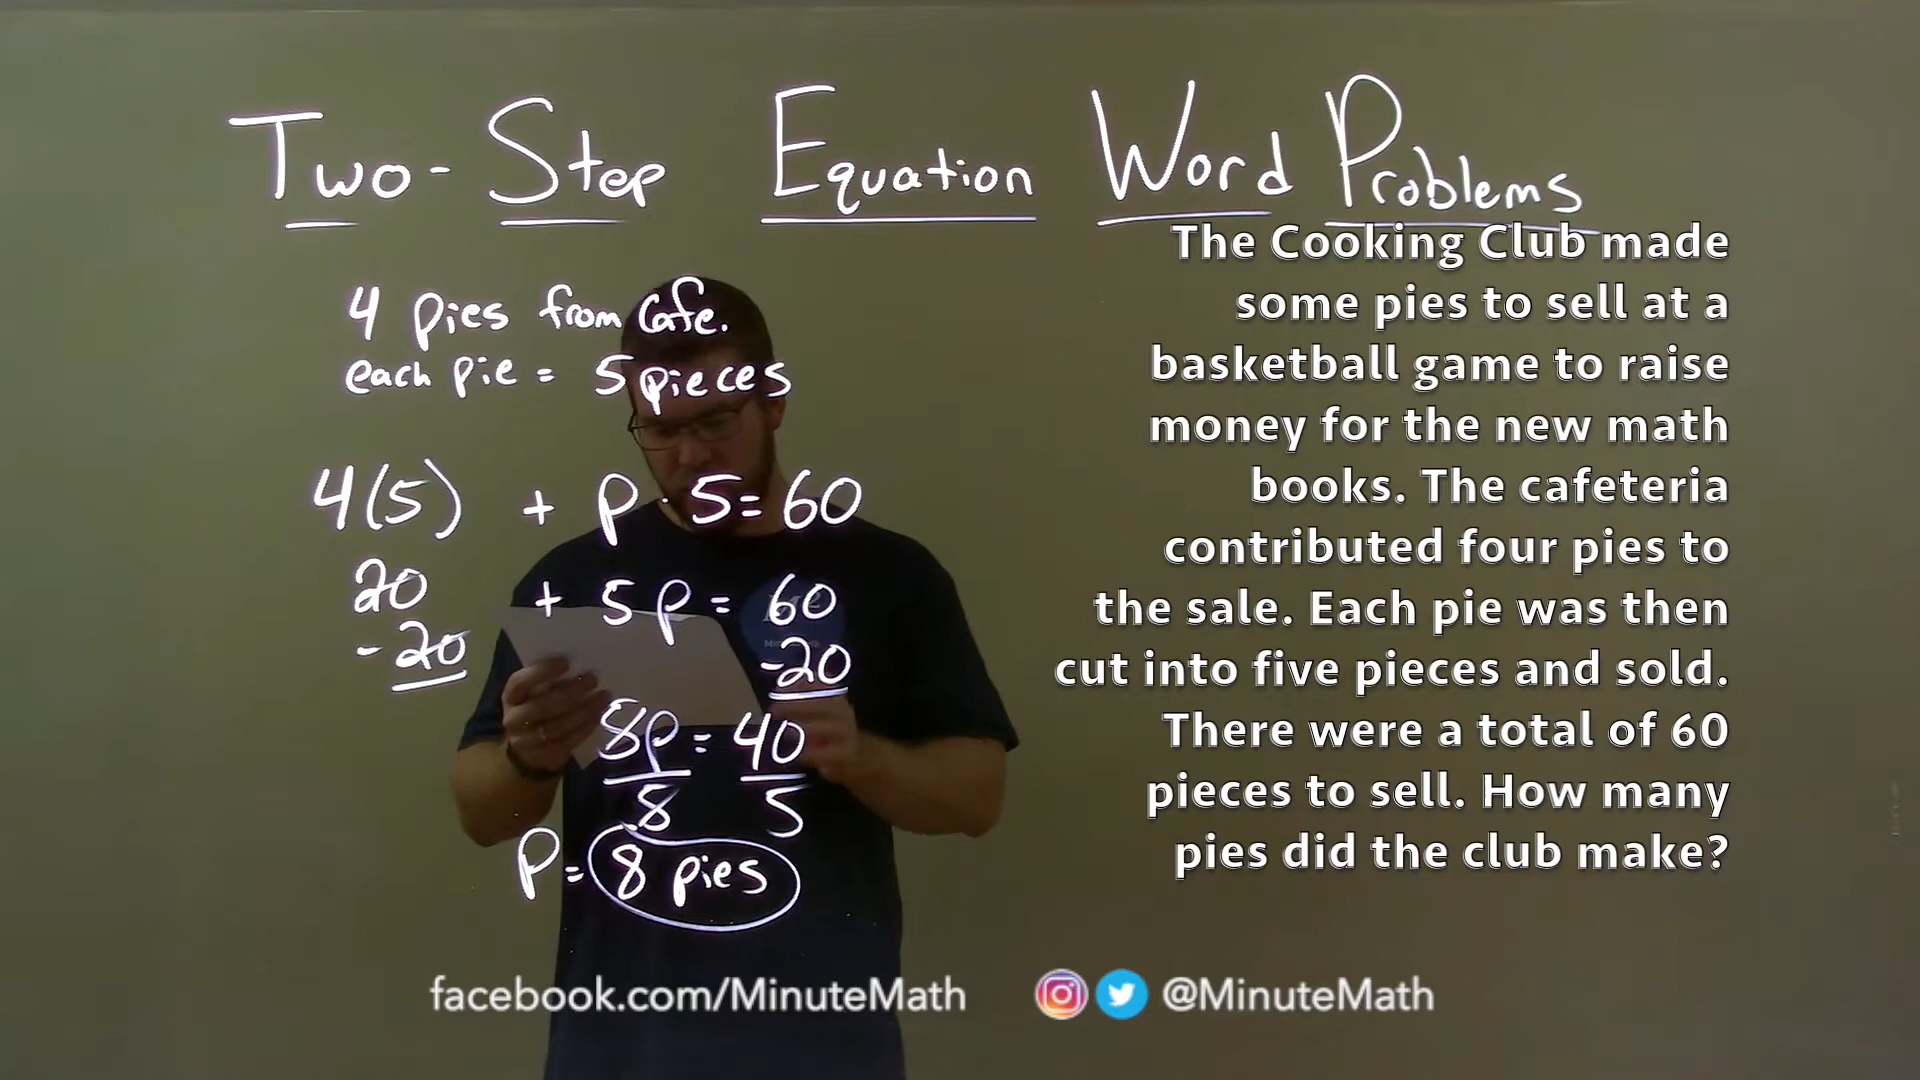 Two-Step Equation Word Problems
4 pies from Cafe.
each pie = 5 pieces
4(5) + p · 5 = 60
20 + 5p = 60
-20 -20
8p = 40
8 5
P = 8 pies
The Cooking Club made
some pies to sell at a
basketball game to raise
money for the new math
books. The cafeteria
contributed four pies to
the sale. Each pie was then
cut into five pieces and sold.
There were a total of 60
pieces to sell. How many
pies did the club make?
facebook.com/MinuteMath @MinuteMath